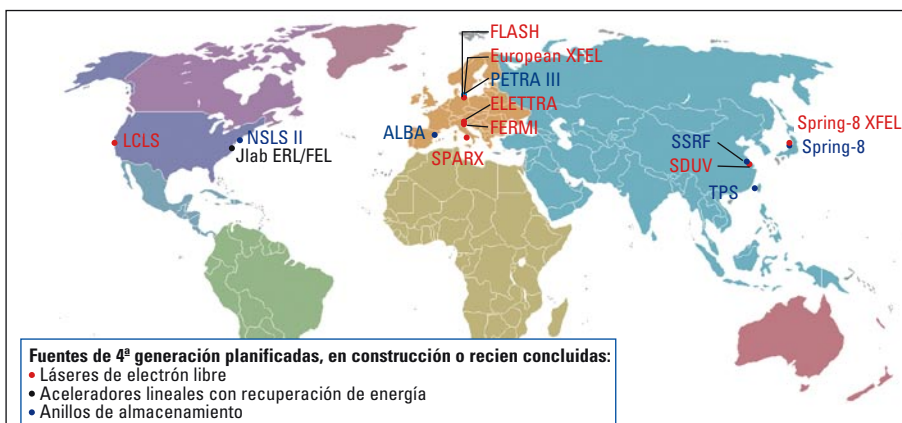 FLASH
European XFEL
PETRA III
ELETTRA
FERMI
ALBA
SPARX
LCLS
NSLS II
Jlab ERL/FEL
Spring-8 XFEL
Spring-8
SSRF
SDUV
TPS
Fuentes de 4ª generación planificadas, en construcción o recien concluidas:
Láseres de electrón libre
Aceleradores lineales con recuperación de energía
Anillos de almacenamiento